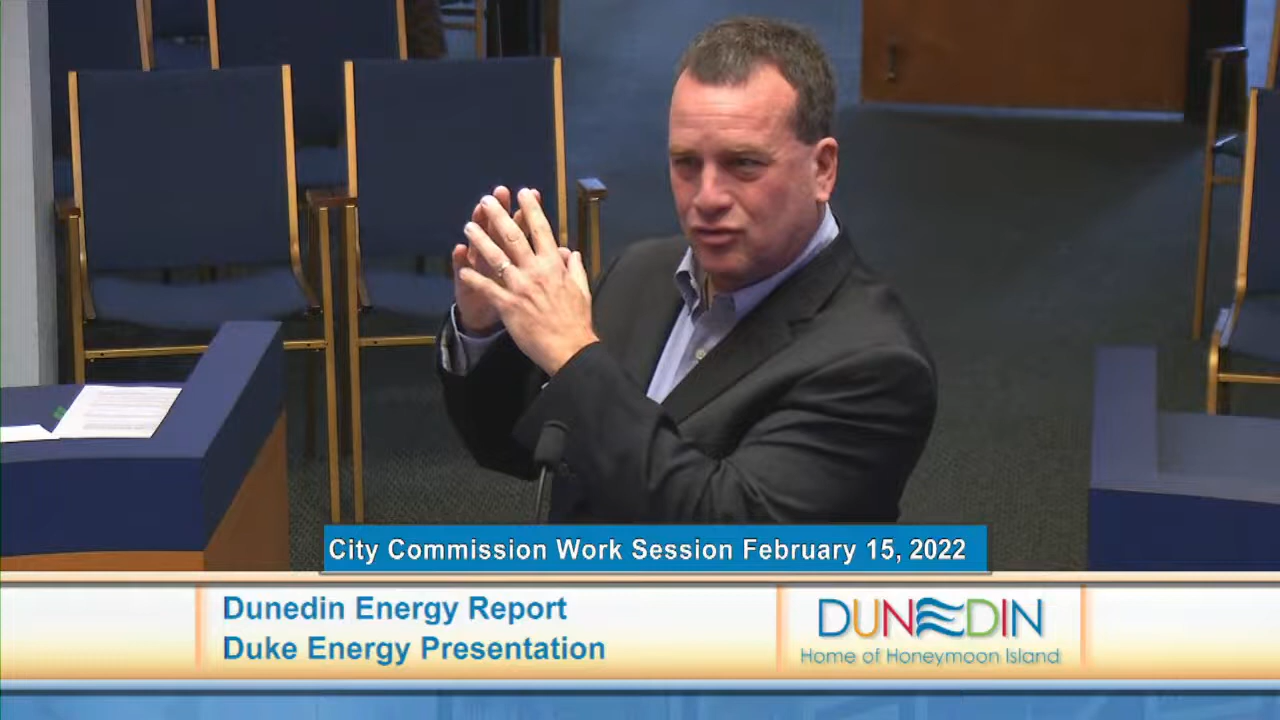 City Commission Work Session February 15, 2022
Dunedin Energy Report
Duke Energy Presentation
DUNEDIN
Home of Honeymoon Island